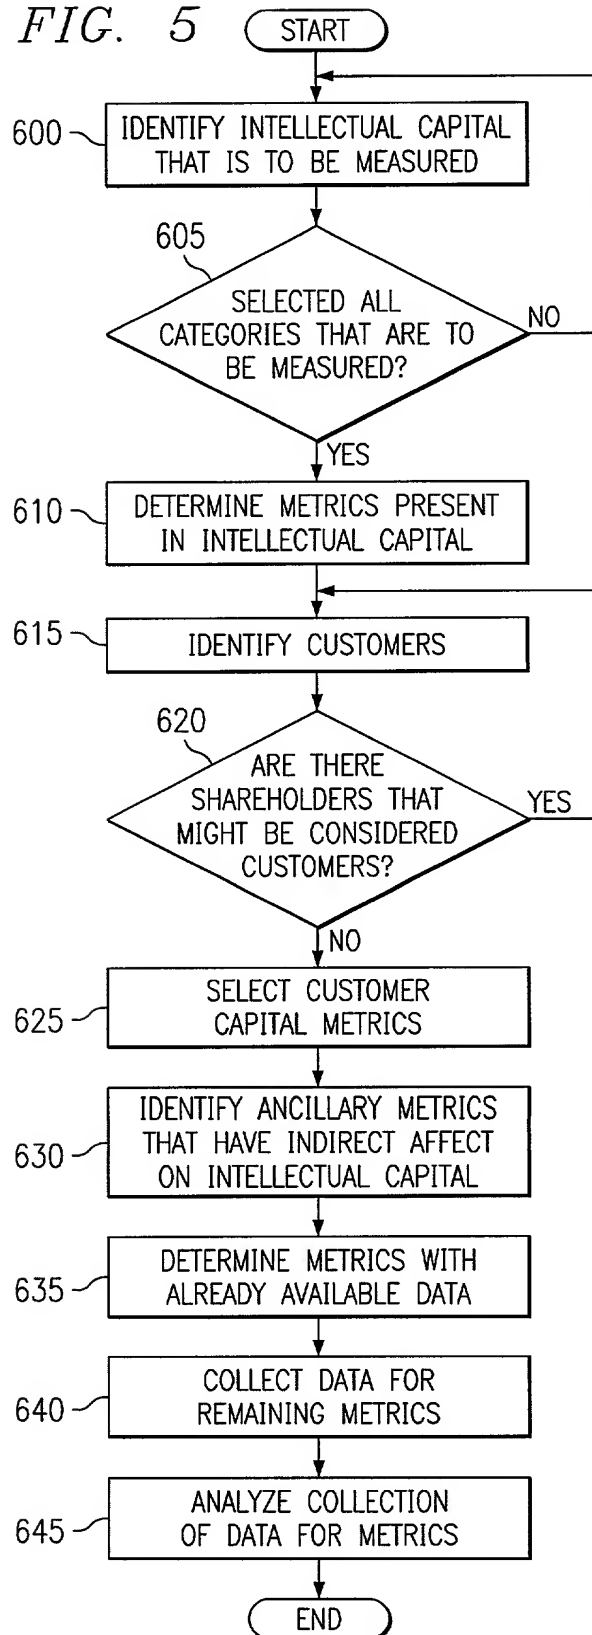 FIG. 5
START
600
IDENTIFY INTELLECTUAL CAPITAL
THAT IS TO BE MEASURED
605
SELECTED ALL
CATEGORIES THAT ARE TO
BE MEASURED?
NO
YES
610
DETERMINE METRICS PRESENT
IN INTELLECTUAL CAPITAL
615
IDENTIFY CUSTOMERS
620
ARE THERE
SHAREHOLDERS THAT
MIGHT BE CONSIDERED
CUSTOMERS?
YES
NO
625
SELECT CUSTOMER
CAPITAL METRICS
630
IDENTIFY ANCILLARY METRICS
THAT HAVE INDIRECT AFFECT
ON INTELLECTUAL CAPITAL
635
DETERMINE METRICS WITH
ALREADY AVAILABLE DATA
640
COLLECT DATA FOR
REMAINING METRICS
645
ANALYZE COLLECTION
OF DATA FOR METRICS
END